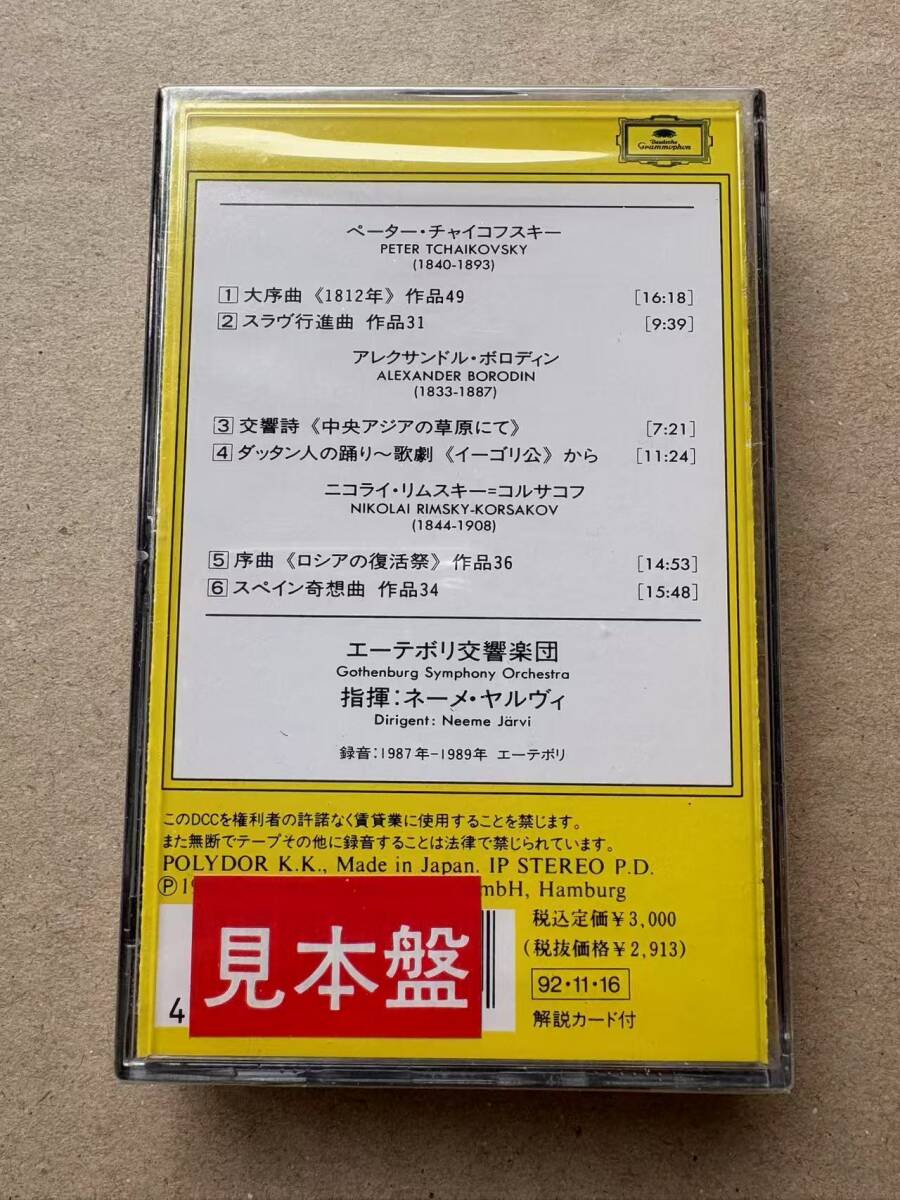 Deutsche
Grammophon
ペーター・チャイコフスキー
PETER TCHAIKOVSKY
(1840-1893)
1 大序曲《1812年》作品49 [16:18]
2 スラヴ行進曲 作品31 [9:39]
アレクサンドル・ボロディン
ALEXANDER BORODIN
(1833-1887)
3 交響詩《中央アジアの草原にて》 [7:21]
4 ダッタン人の踊り〜歌劇《イーゴリ公》から [11:24]
ニコライ・リムスキー=コルサコフ
NIKOLAI RIMSKY-KORSAKOV
(1844-1908)
5 序曲《ロシアの復活祭》作品36 [14:53]
6 スペイン奇想曲 作品34 [15:48]
エーテボリ交響楽団
Gothenburg Symphony Orchestra
指揮:ネーメ・ヤルヴィ
Dirigent: Neeme Järvi
録音:1987年-1989年 エーテボリ
このDCCを権利者の許諾なく賃貸業に使用することを禁じます。
また無断でテープその他に録音することは法律で禁じられています。
POLYDOR K.K., Made in Japan. IP STEREO P.D.
Ⓟ1 mbH, Hamburg
見本盤
4
税込定価¥3,000
(税抜価格¥2,913)
92・11・16
解説カード付